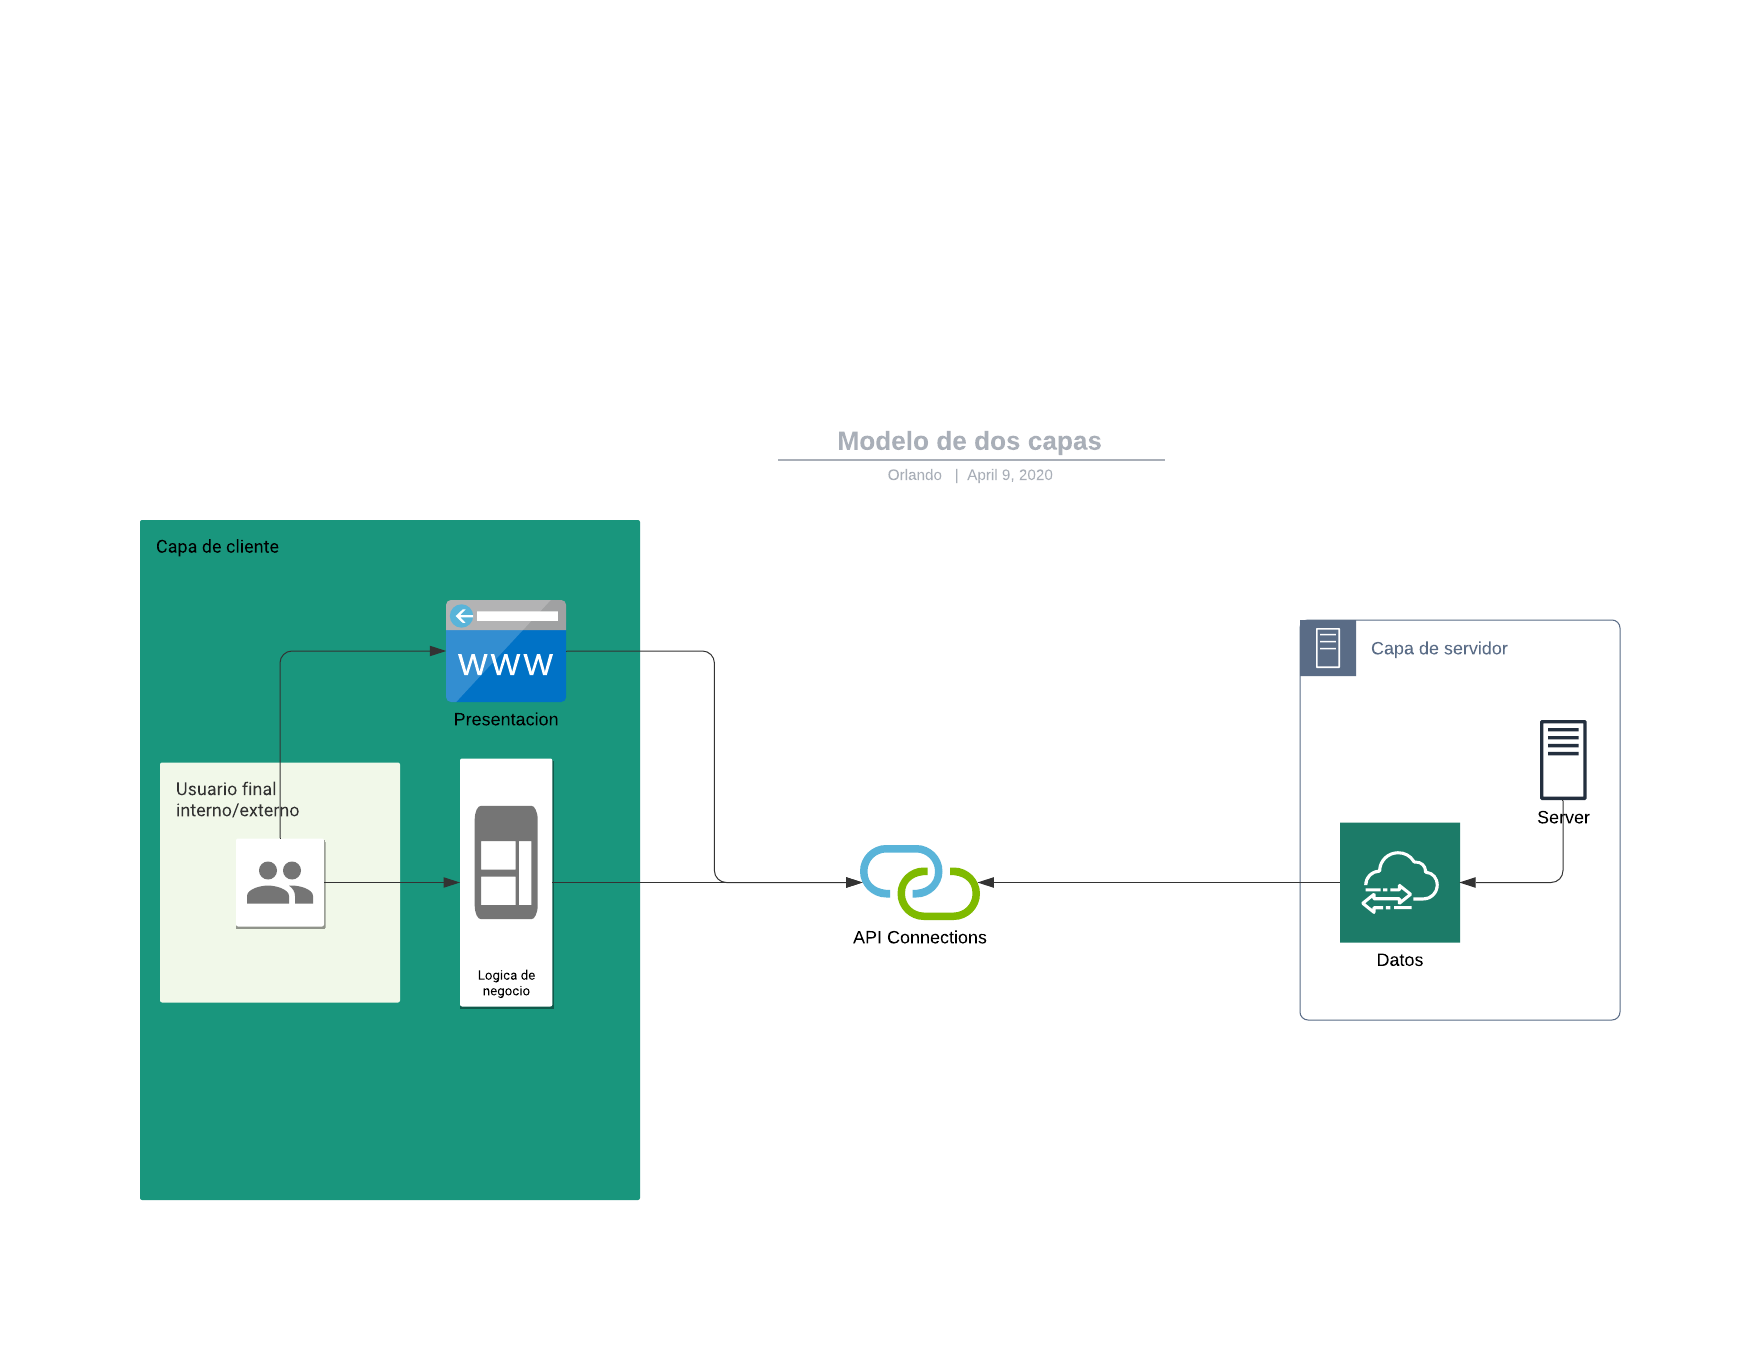 Modelo de dos capas
Orlando | April 9, 2020
Capa de cliente
WWW
Presentacion
Usuario final
interno/externo
Logica de
negocio
API Connections
Capa de servidor
Server
Datos